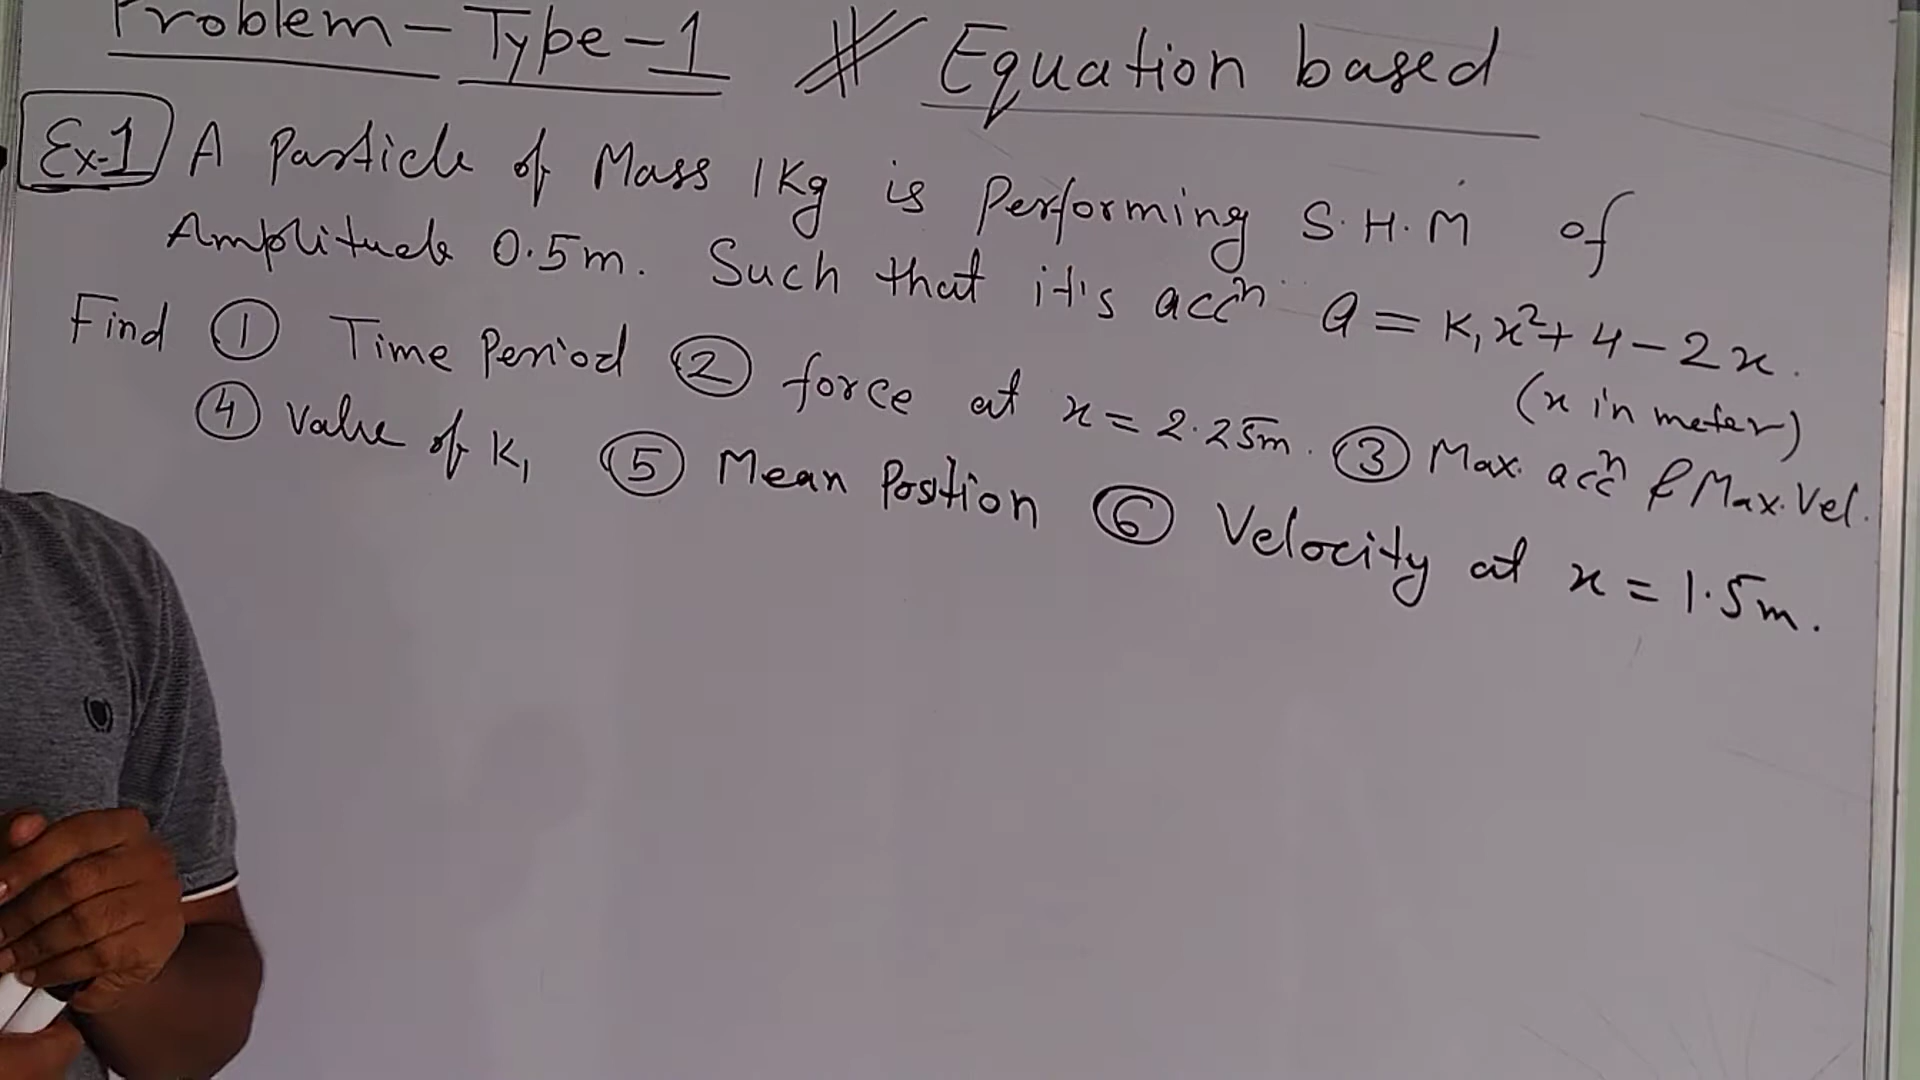 Problem-Type-1 # Equation based
Ex-1 A Particle of Mass 1Kg is Performing S.H.M of
Amplitude 0.5m. Such that it's accⁿ a = K₁x²+4-2x.
(x in meter)
Find ① Time Period ② force at x=2.25m. ③ Max. accⁿ & Max. Vel.
④ Value of K₁ ⑤ Mean Position ⑥ Velocity at x = 1.5m.